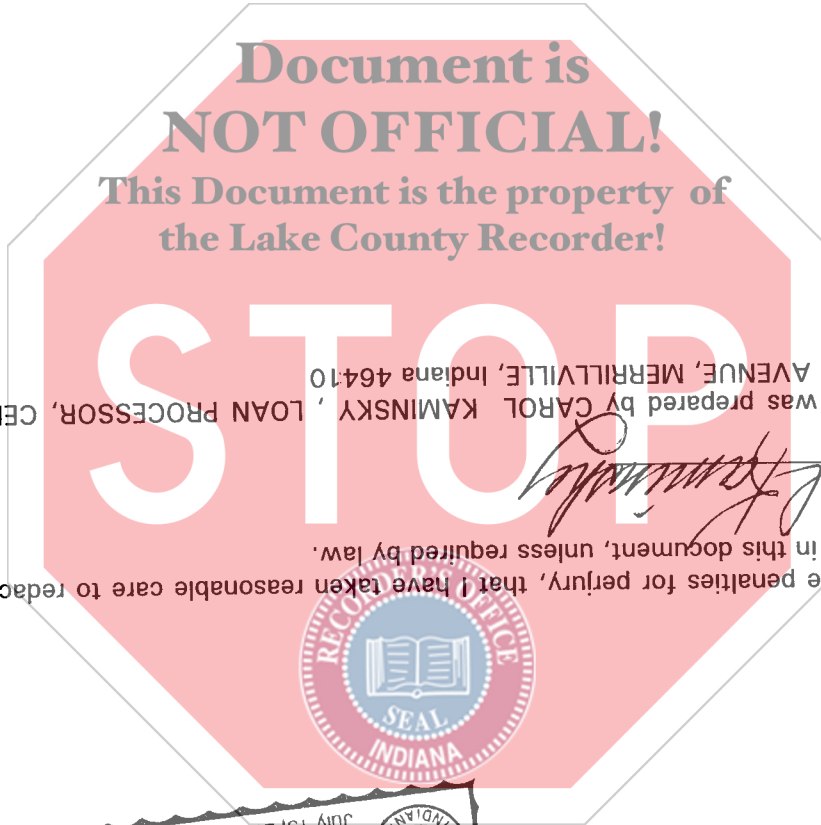 Document is
NOT OFFICIAL!
This Document is the property of
the Lake County Recorder!
STOP
e penalties for perjury, that I have taken reasonable care to redac
in this document, unless required by law.
was prepared by CAROL KAMINSKY , LOAN PROCESSOR, CE
AVENUE, MERRILLVILLE, Indiana 46410
RECORDER'S OFFICE
SEAL
INDIANA
July